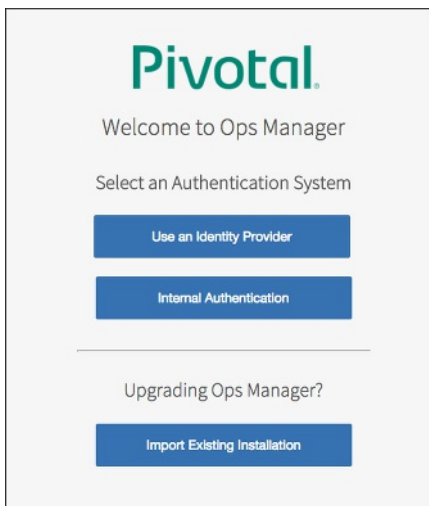 Pivotal.
Welcome to Ops Manager
Select an Authentication System
Use an Identity Provider
Internal Authentication
Upgrading Ops Manager?
Import Existing Installation